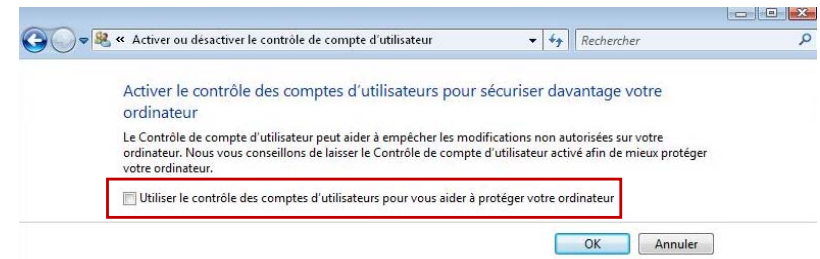 « Activer ou désactiver le contrôle de compte d'utilisateur
Rechercher
Activer le contrôle des comptes d'utilisateurs pour sécuriser davantage votre
ordinateur
Le Contrôle de compte d'utilisateur peut aider à empêcher les modifications non autorisées sur votre
ordinateur. Nous vous conseillons de laisser le Contrôle de compte d'utilisateur activé afin de mieux protéger
votre ordinateur.
Utiliser le contrôle des comptes d'utilisateurs pour vous aider à protéger votre ordinateur
OK
Annuler